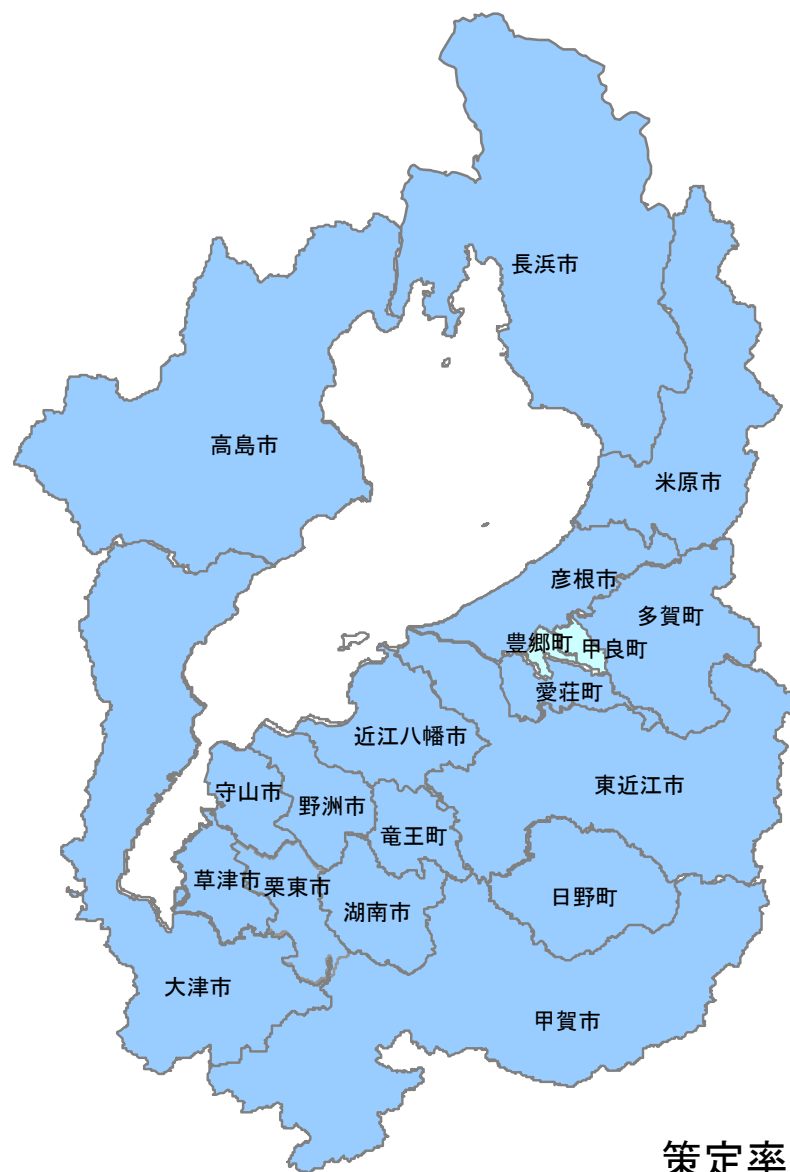 長浜市
高島市
米原市
彦根市
多賀町
豊郷町
甲良町
愛荘町
近江八幡市
東近江市
守山市
野洲市
竜王町
草津市
栗東市
日野町
湖南市
大津市
甲賀市
策定率